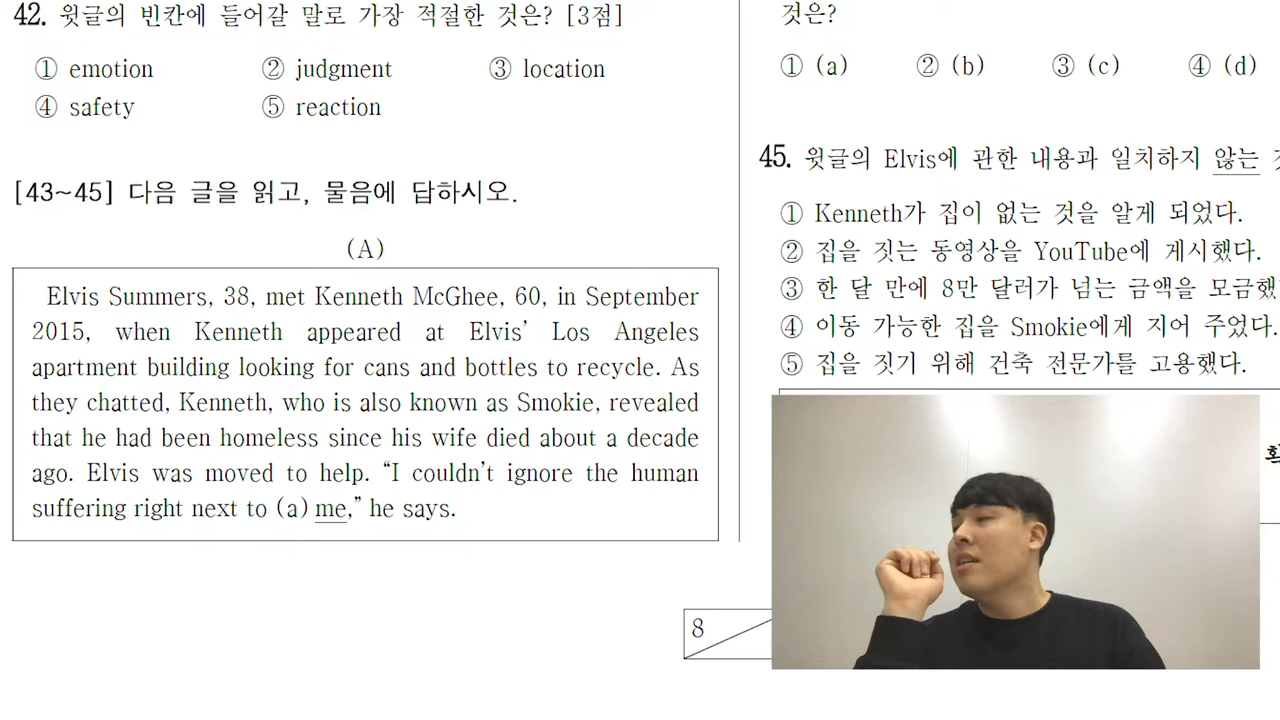 42. 윗글의 빈칸에 들어갈 말로 가장 적절한 것은? [3점]
① emotion ② judgment ③ location
④ safety ⑤ reaction
[43~45] 다음 글을 읽고, 물음에 답하시오.
(A)
Elvis Summers, 38, met Kenneth McGhee, 60, in September
2015, when Kenneth appeared at Elvis’ Los Angeles
apartment building looking for cans and bottles to recycle. As
they chatted, Kenneth, who is also known as Smokie, revealed
that he had been homeless since his wife died about a decade
ago. Elvis was moved to help. “I couldn’t ignore the human
suffering right next to (a) me,” he says.
8
것은?
① (a) ② (b) ③ (c) ④ (d)
45. 윗글의 Elvis에 관한 내용과 일치하지 않는
① Kenneth가 집이 없는 것을 알게 되었다.
② 집을 짓는 동영상을 YouTube에 게시했다.
③ 한 달 만에 8만 달러가 넘는 금액을 모금했
④ 이동 가능한 집을 Smokie에게 지어 주었다.
⑤ 집을 짓기 위해 건축 전문가를 고용했다.